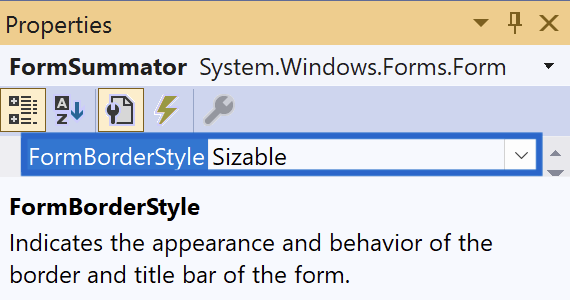 Properties
FormSummator System.Windows.Forms.Form
A
Z
FormBorderStyle Sizable
FormBorderStyle
Indicates the appearance and behavior of the
border and title bar of the form.